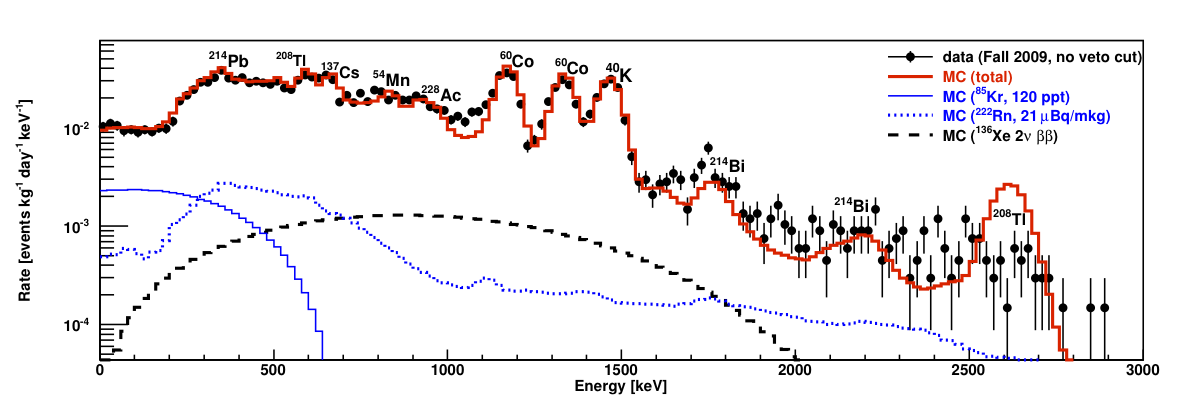 data (Fall 2009, no veto cut)
MC (total)
MC (⁸⁵Kr, 120 ppt)
MC (²²²Rn, 21 μBq/mkg)
MC (¹³⁶Xe 2ν ββ)
²¹⁴Pb
²⁰⁸Tl
¹³⁷Cs
⁵⁴Mn
²²⁸Ac
⁶⁰Co
⁶⁰Co
⁴⁰K
²¹⁴Bi
²¹⁴Bi
²⁰⁸Tl
Rate [events kg⁻¹ day⁻¹ keV⁻¹]
10⁻²
10⁻³
10⁻⁴
0 500 1000 1500 2000 2500 3000
Energy [keV]